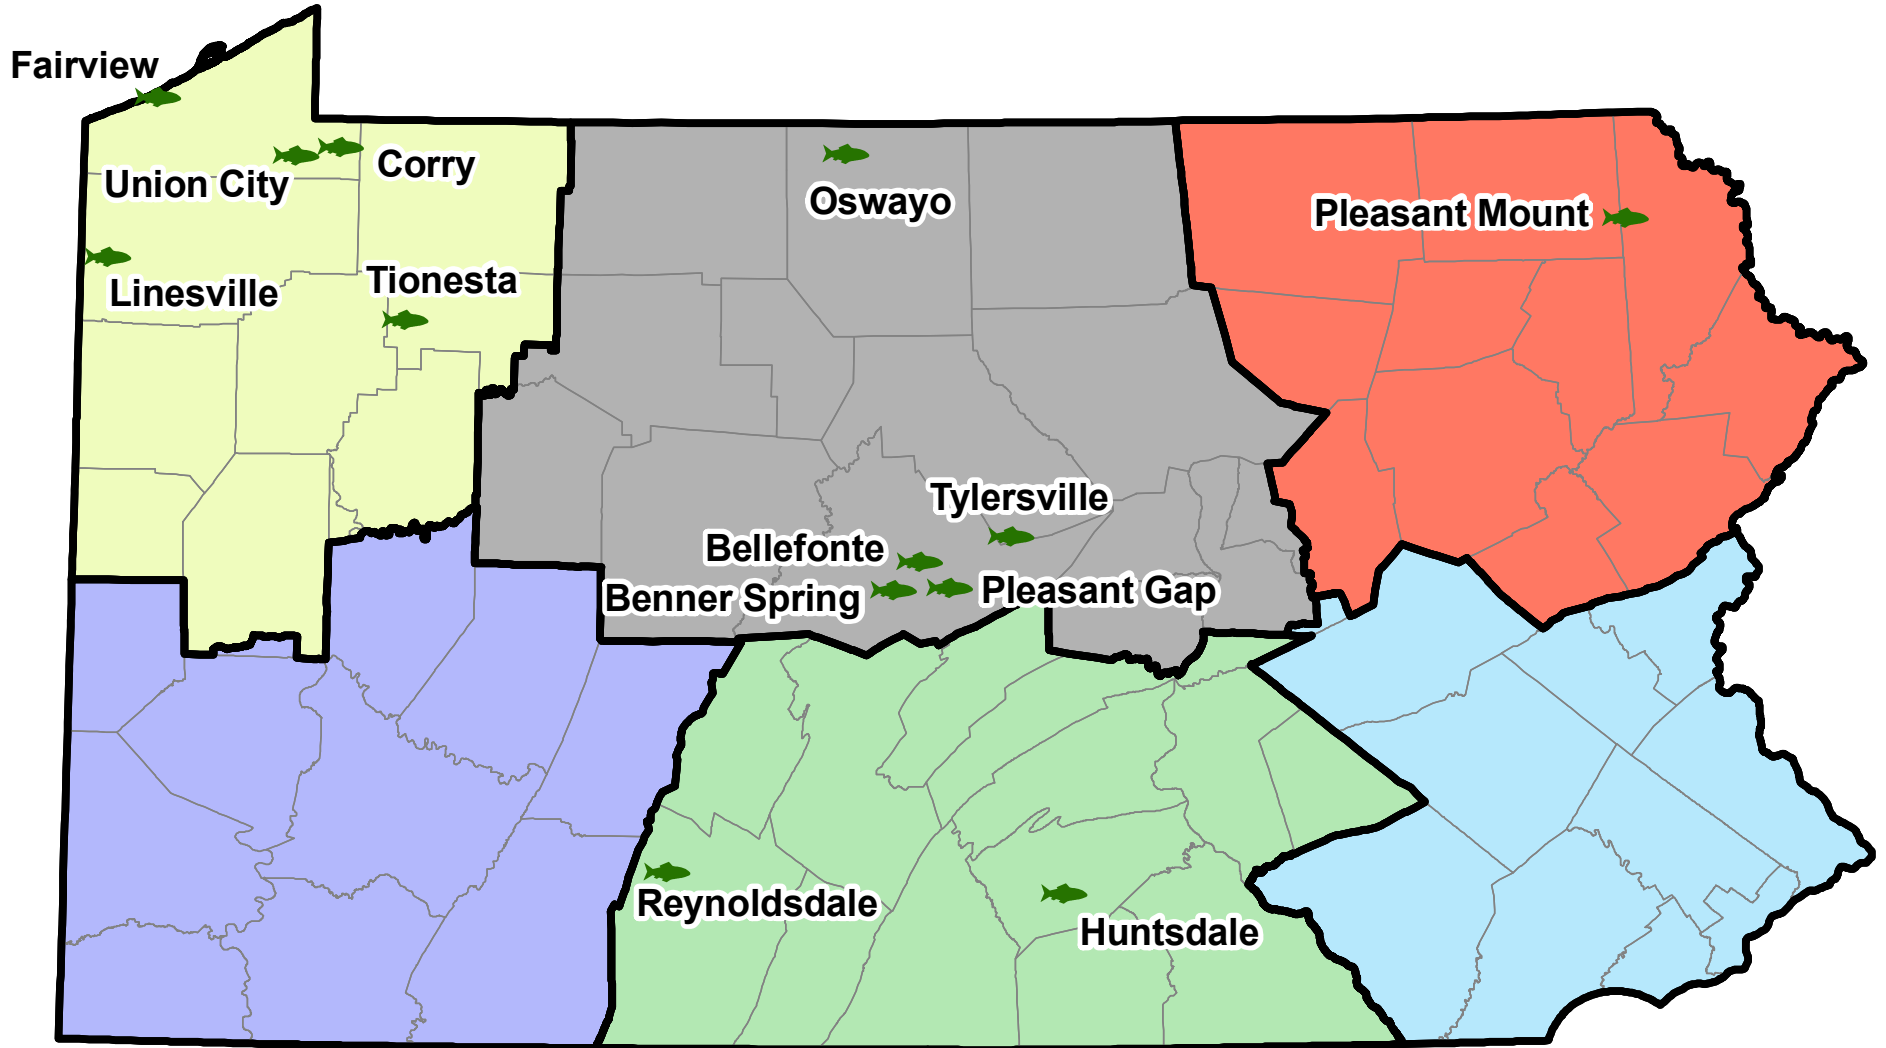 Fairview
Union City
Corry
Oswayo
Pleasant Mount
Linesville
Tionesta
Tylersville
Bellefonte
Benner Spring
Pleasant Gap
Reynoldsdale
Huntsdale